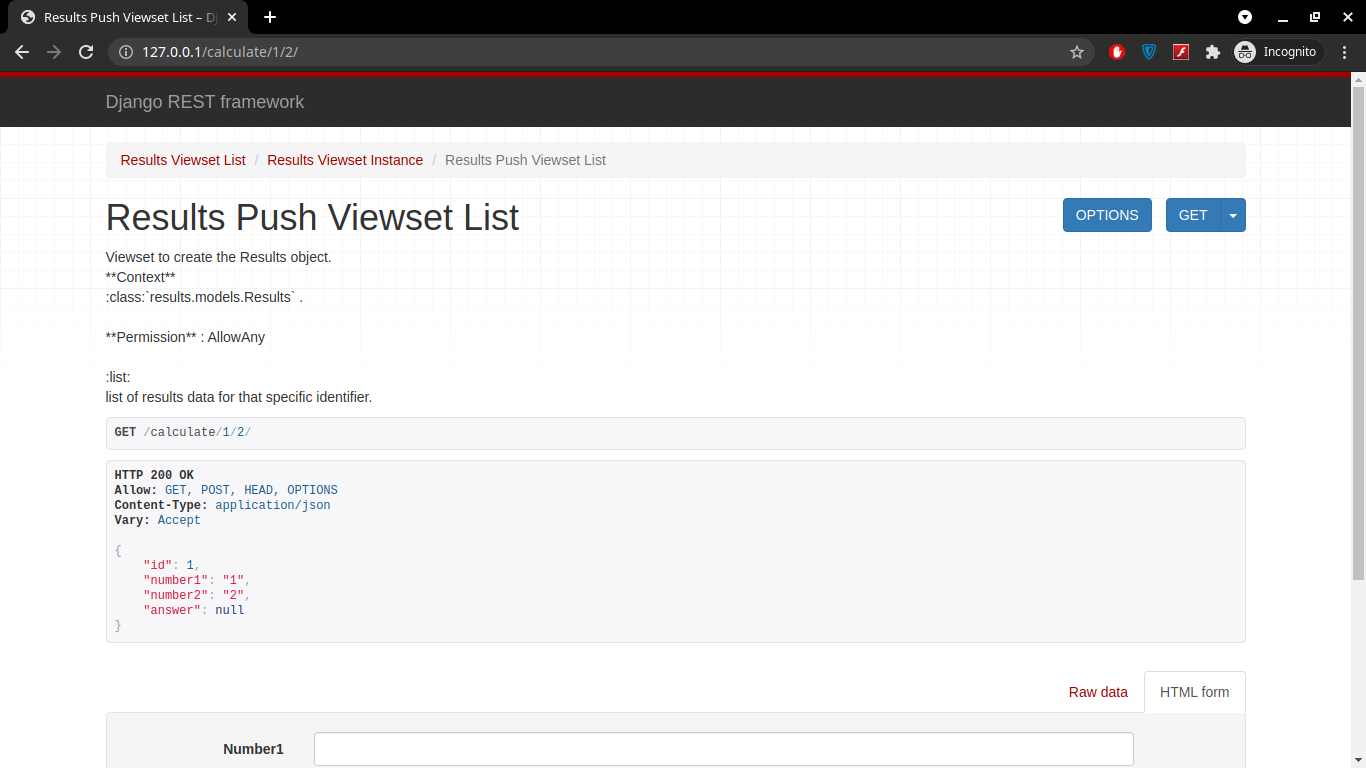 Results Push Viewset List – D
127.0.0.1/calculate/1/2/
Incognito
Django REST framework
Results Viewset List / Results Viewset Instance / Results Push Viewset List
Results Push Viewset List
OPTIONS
GET
Viewset to create the Results object.
**Context**
:class:`results.models.Results` .
**Permission** : AllowAny
:list:
list of results data for that specific identifier.
GET /calculate/1/2/
HTTP 200 OK
Allow: GET, POST, HEAD, OPTIONS
Content-Type: application/json
Vary: Accept
{
    "id": 1,
    "number1": "1",
    "number2": "2",
    "answer": null
}
Raw data
HTML form
Number1